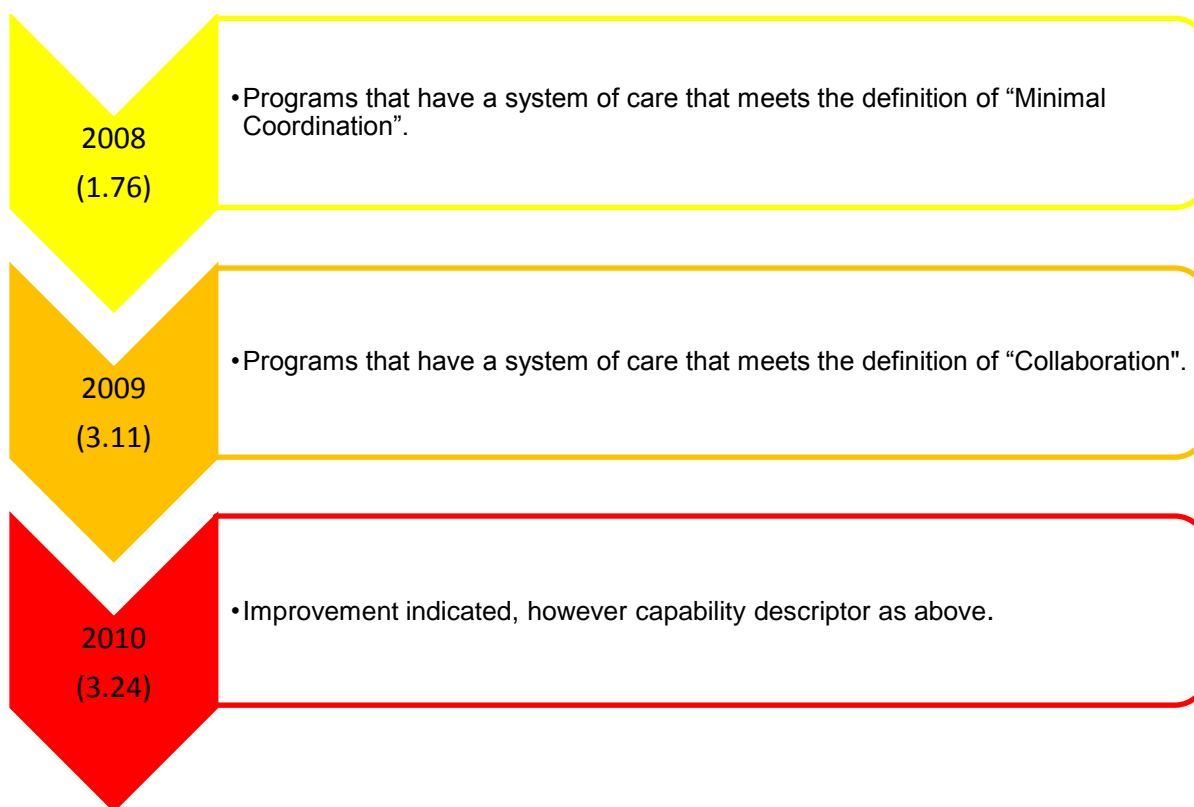 2008
(1.76)
•Programs that have a system of care that meets the definition of “Minimal
Coordination”.
2009
(3.11)
•Programs that have a system of care that meets the definition of “Collaboration".
2010
(3.24)
•Improvement indicated, however capability descriptor as above.